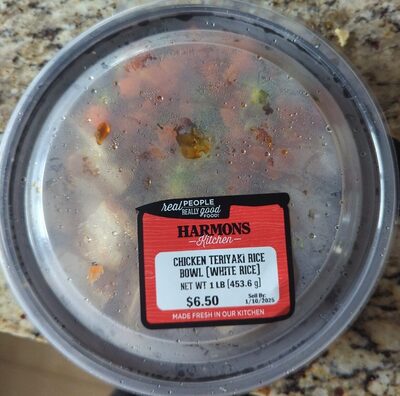 real PEOPLE
REALLY good
FOOD!
HARMONS
Kitchen
CHICKEN TERIYAKI RICE
BOWL [WHITE RICE]
NET WT 1 LB [453.6 g]
$6.50
Sell By:
1/10/2025
MADE FRESH IN OUR KITCHEN